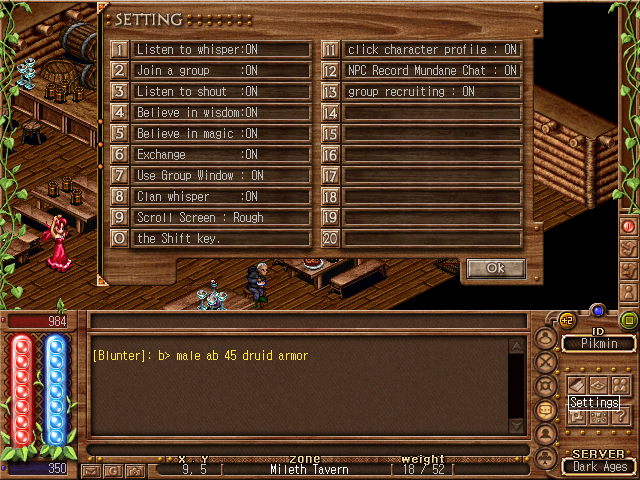 SETTING
1 Listen to whisper:ON
2 Join a group :ON
3 Listen to shout :ON
4 Believe in wisdom:ON
5 Believe in magic :ON
6 Exchange :ON
7 Use Group Window : ON
8 Clan whisper :ON
9 Scroll Screen : Rough
0 the Shift key.
11 click character profile : ON
12 NPC Record Mundane Chat : ON
13 group recruiting : ON
14
15
16
17
18
19
20
Ok
984
+2
ID
Pikmin
[Blunter]: b> male ab 45 druid armor
Settings
?
X , Y zone weight
350 G 9, 5 Mileth Tavern 18 / 52
SERVER
Dark Ages